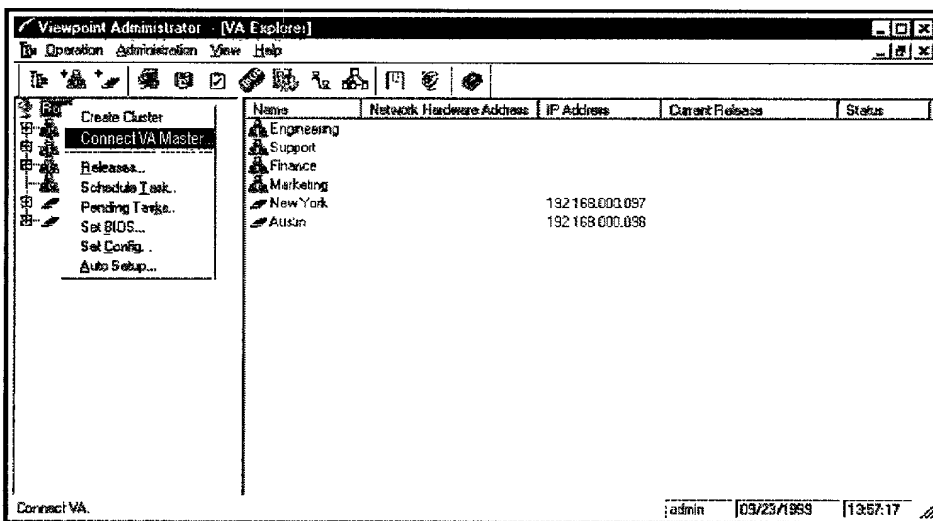 Viewpoint Administrator - [VA Explorer]
Operation Administration View Help
Name Network Hardware Address IP Address Current Release Status
Create Cluster
Connect VA Master
Releases...
Schedule Task..
Pending Tasks..
Set BIOS...
Set Config. .
Auto Setup...
Engineering
Support
Finance
Marketing
New York 192.168.000.097
Austin 192.168.000.098
Connect VA.
admin 09/23/1999 13:57:17